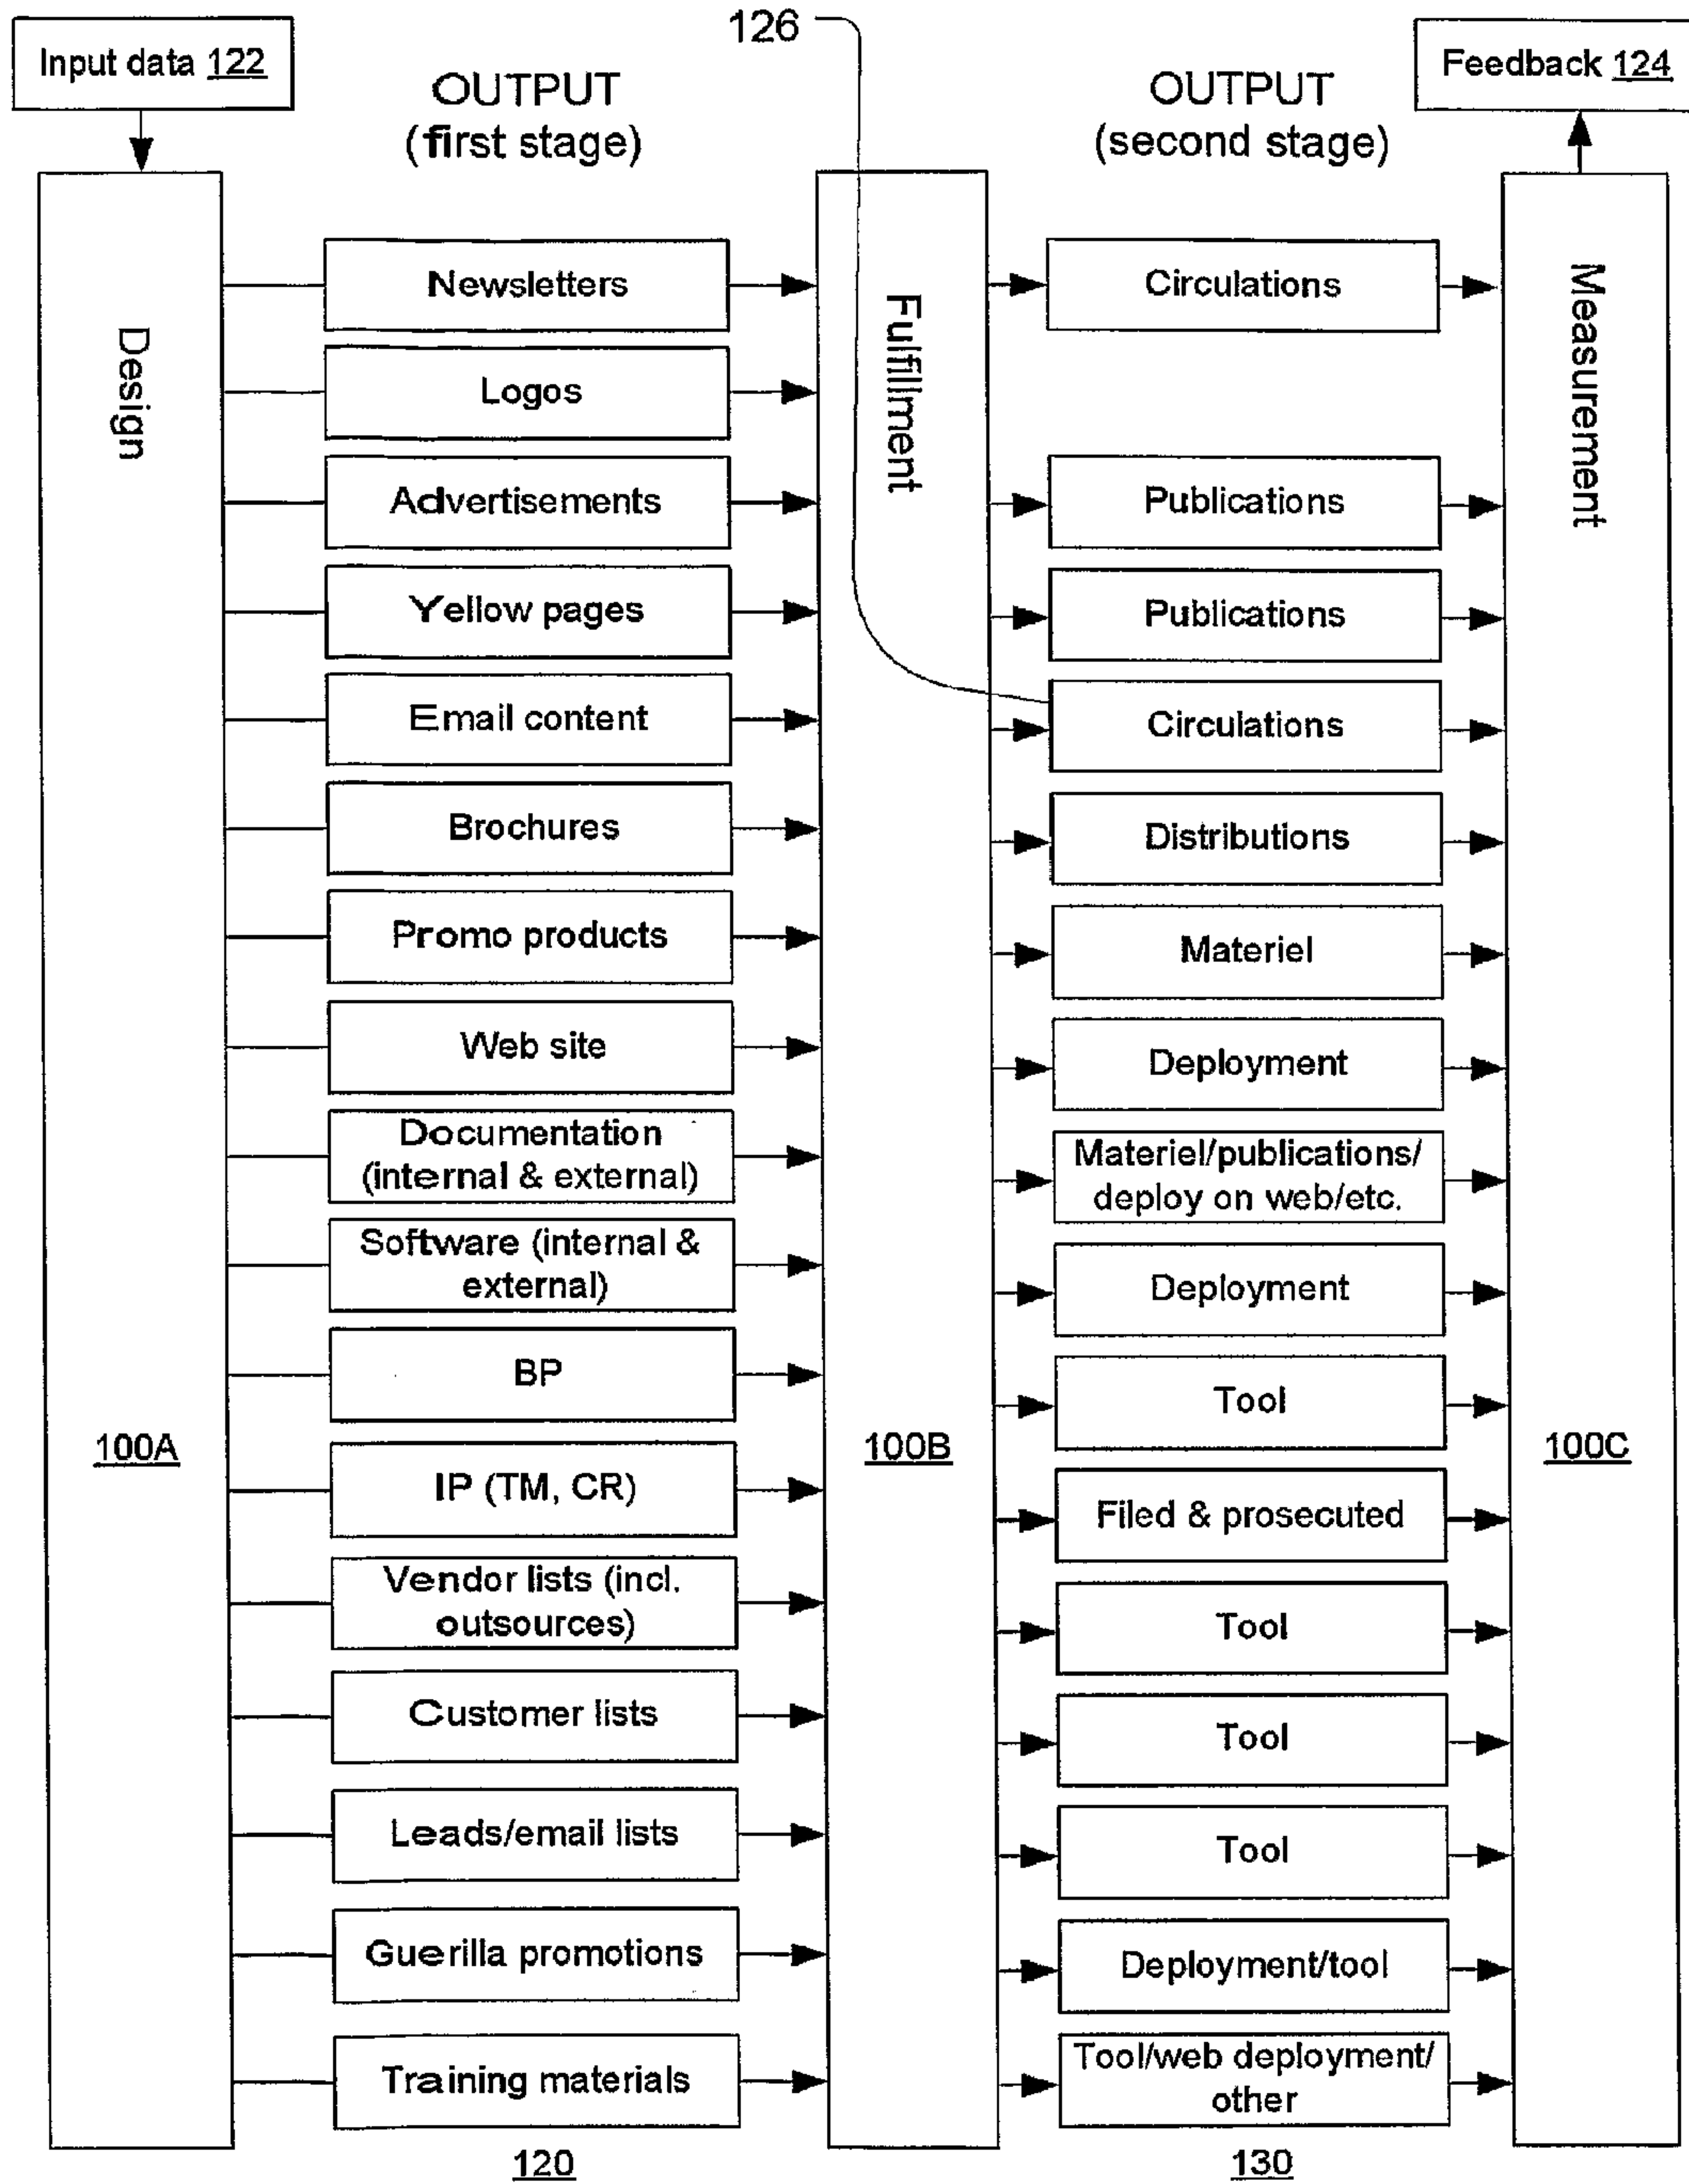 126
Input data 122
OUTPUT
(first stage)
OUTPUT
(second stage)
Feedback 124
Design
100A
Newsletters
Logos
Advertisements
Yellow pages
Email content
Brochures
Promo products
Web site
Documentation
(internal & external)
Software (internal &
external)
BP
IP (TM, CR)
Vendor lists (incl.
outsources)
Customer lists
Leads/email lists
Guerilla promotions
Training materials
120
Fulfillment
100B
Circulations
Publications
Publications
Circulations
Distributions
Materiel
Deployment
Materiel/publications/
deploy on web/etc.
Deployment
Tool
Filed & prosecuted
Tool
Tool
Tool
Deployment/tool
Tool/web deployment/
other
130
Measurement
100C